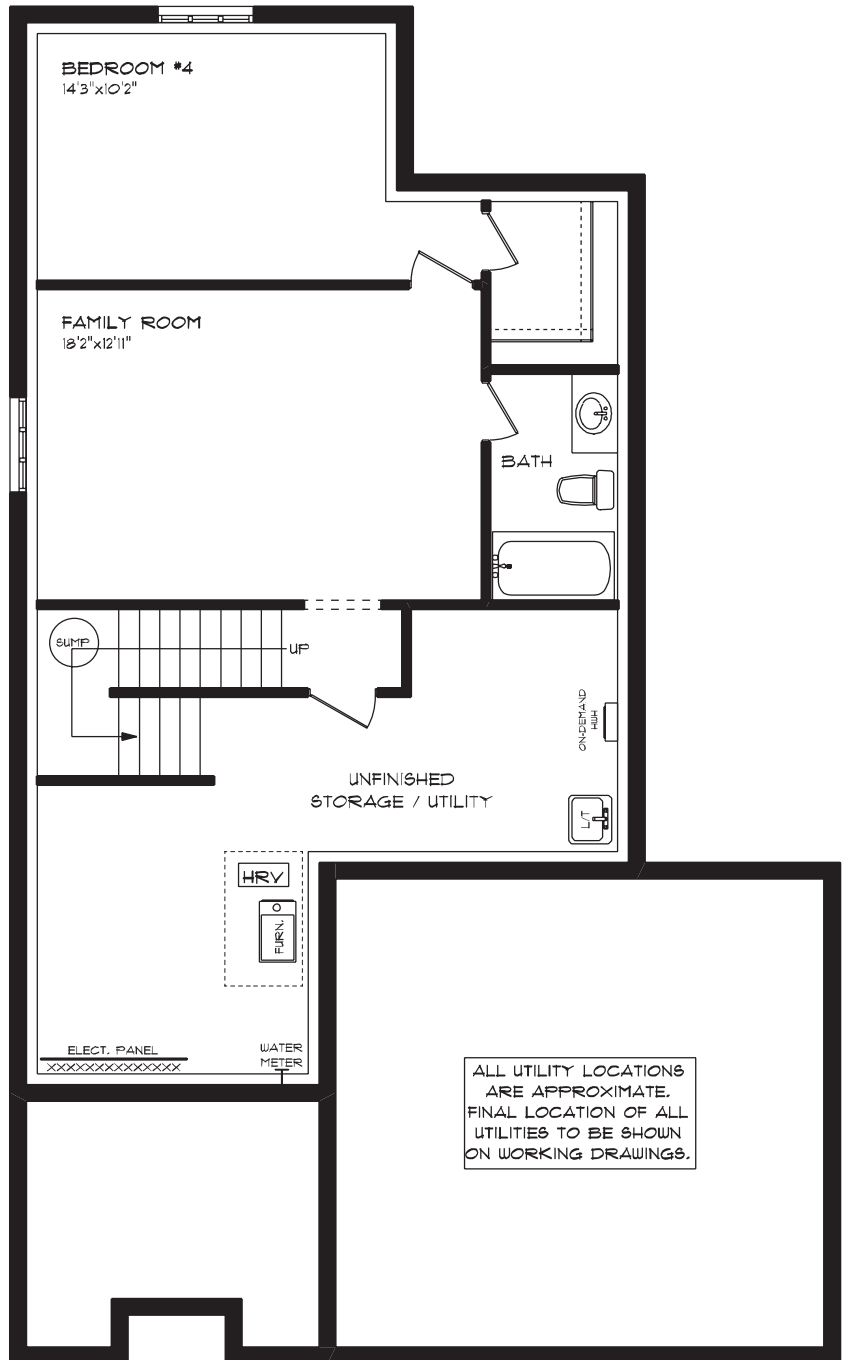 BEDROOM #4
14'3"x10'2"
FAMILY ROOM
18'2"x12'11"
BATH
SUMP
UP
ON-DEMAND
HWH
UNFINISHED
STORAGE / UTILITY
L/T
HRV
FURN.
ELECT. PANEL
WATER
METER
ALL UTILITY LOCATIONS
ARE APPROXIMATE.
FINAL LOCATION OF ALL
UTILITIES TO BE SHOWN
ON WORKING DRAWINGS.